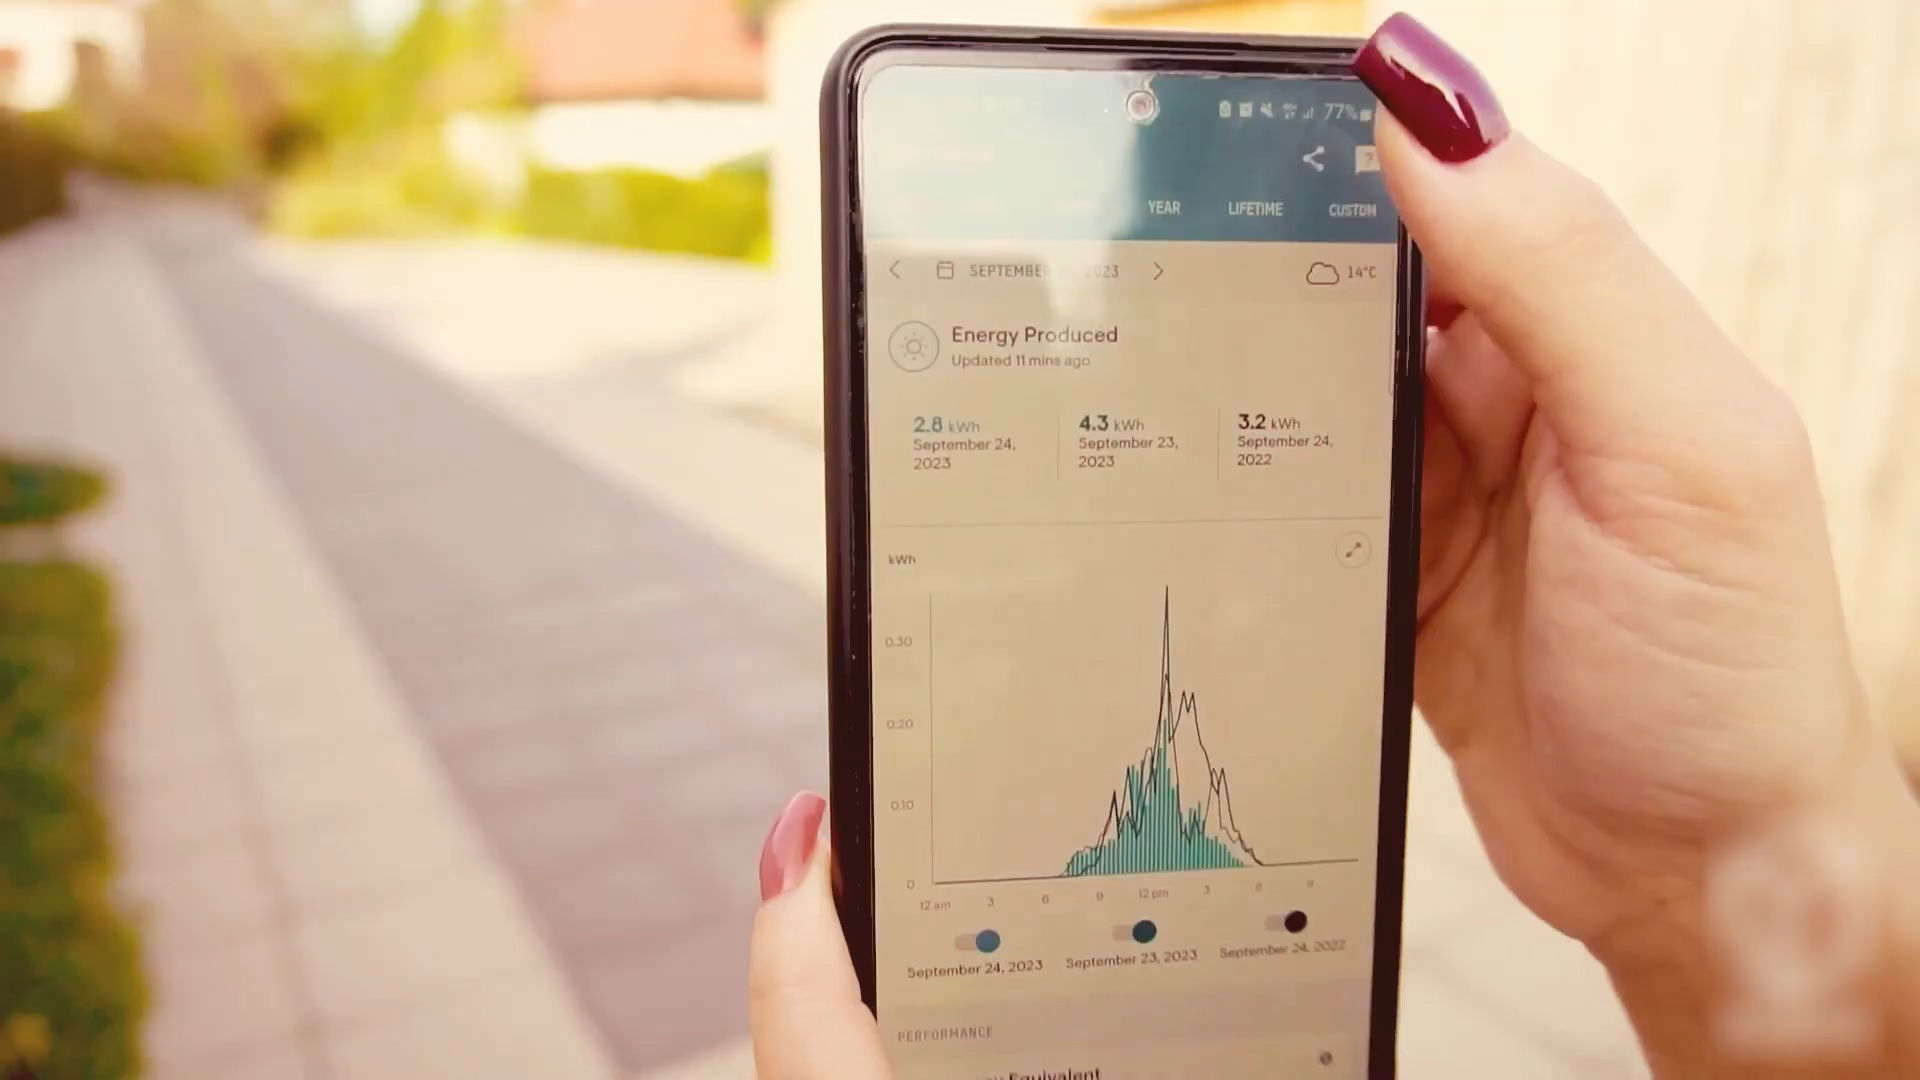 77%
?
YEAR LIFETIME CUSTOM
SEPTEMBER 2023 14°C
Energy Produced
Updated 11 mins ago
2.8 kWh 4.3 kWh 3.2 kWh
September 24, September 23, September 24,
2023 2023 2022
kWh
0.30
0.20
0.10
0
12 am 3 6 9 12 pm 3 6 9
September 24, 2023 September 23, 2023 September 24, 2022
PERFORMANCE
Equivalent